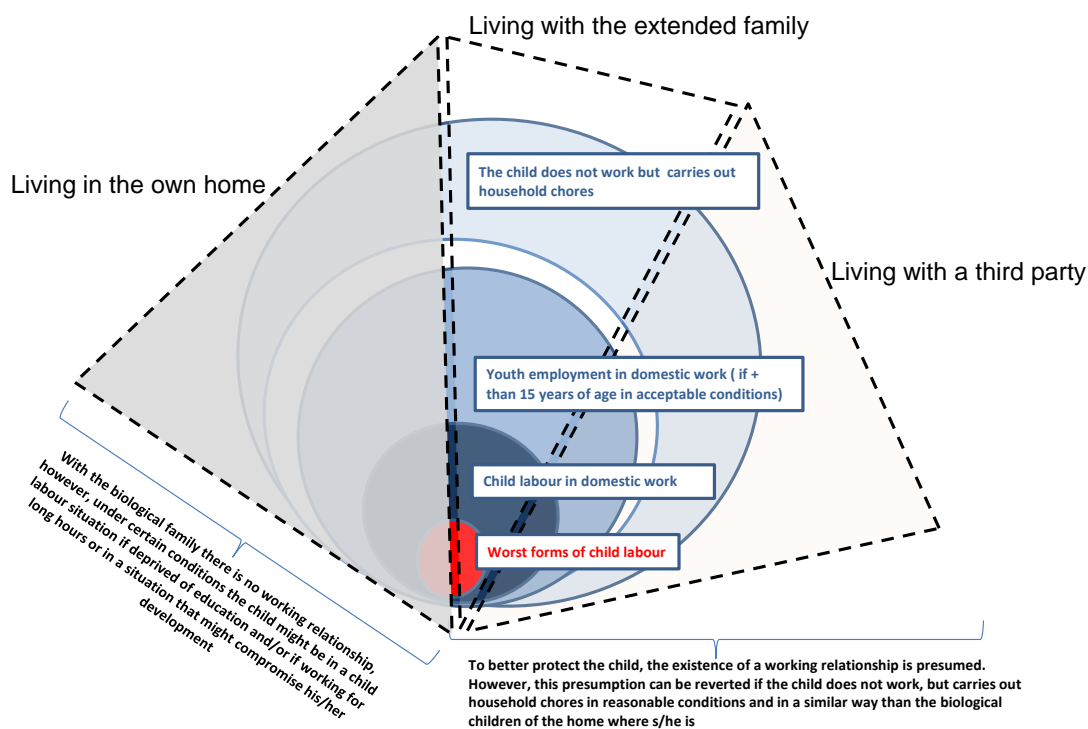 Living with the extended family
Living in the own home
The child does not work but  carries out
household chores
Living with a third party
Youth employment in domestic work ( if +
than 15 years of age in acceptable conditions)
Child labour in domestic work
Worst forms of child labour
With the biological family there is no working relationship,
however, under certain conditions the child might be in a child
labour situation if deprived of education and/or if working for
long hours or in a situation that might compromise his/her
development
To better protect the child, the existence of a working relationship is presumed.
However, this presumption can be reverted if the child does not work, but carries out
household chores in reasonable conditions and in a similar way than the biological
children of the home where s/he is